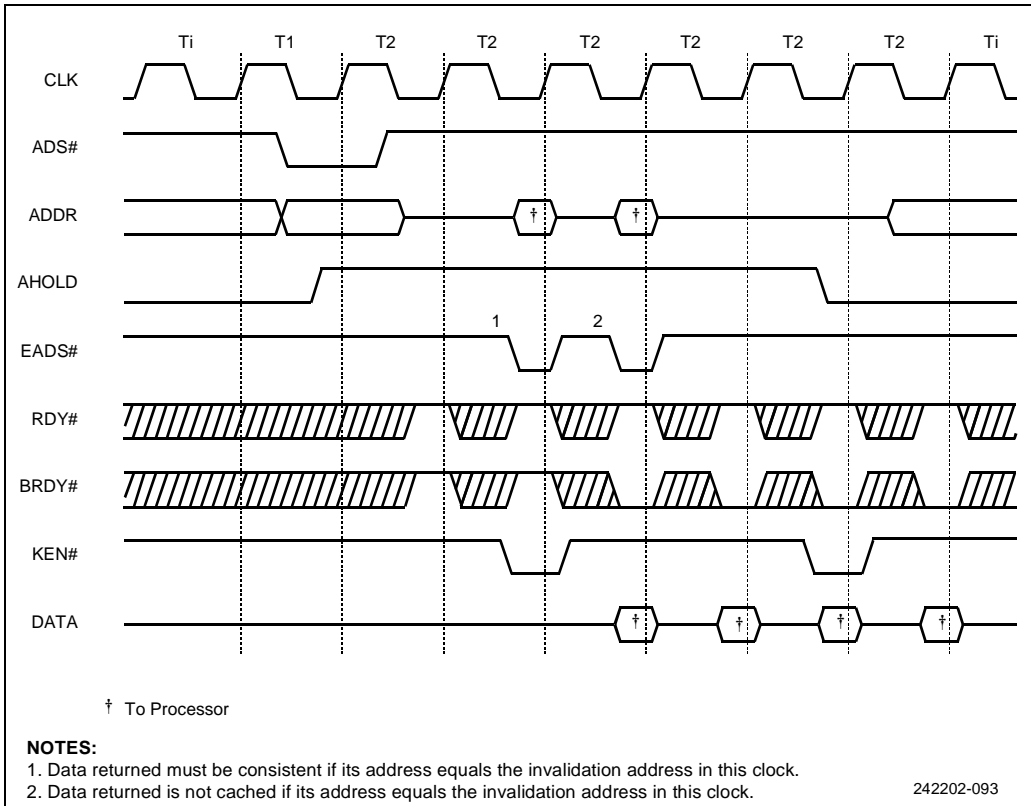 Ti T1 T2 T2 T2 T2 T2 T2 Ti
CLK
ADS#
ADDR † †
AHOLD
1 2
EADS#
RDY#
BRDY#
KEN#
DATA † † † †
† To Processor
NOTES:
1. Data returned must be consistent if its address equals the invalidation address in this clock.
2. Data returned is not cached if its address equals the invalidation address in this clock.
242202-093